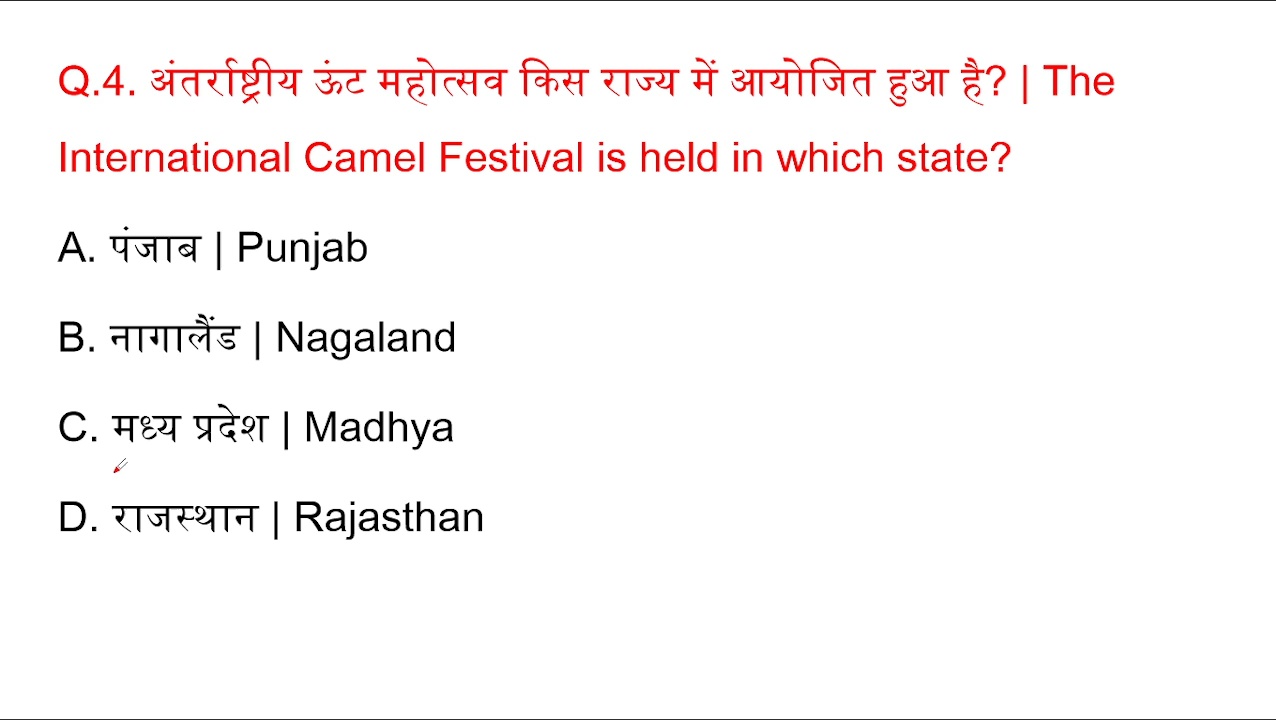 Q.4. अंतर्राष्ट्रीय ऊंट महोत्सव किस राज्य में आयोजित हुआ है? | The
International Camel Festival is held in which state?
A. पंजाब | Punjab
B. नागालैंड | Nagaland
C. मध्य प्रदेश | Madhya
D. राजस्थान | Rajasthan